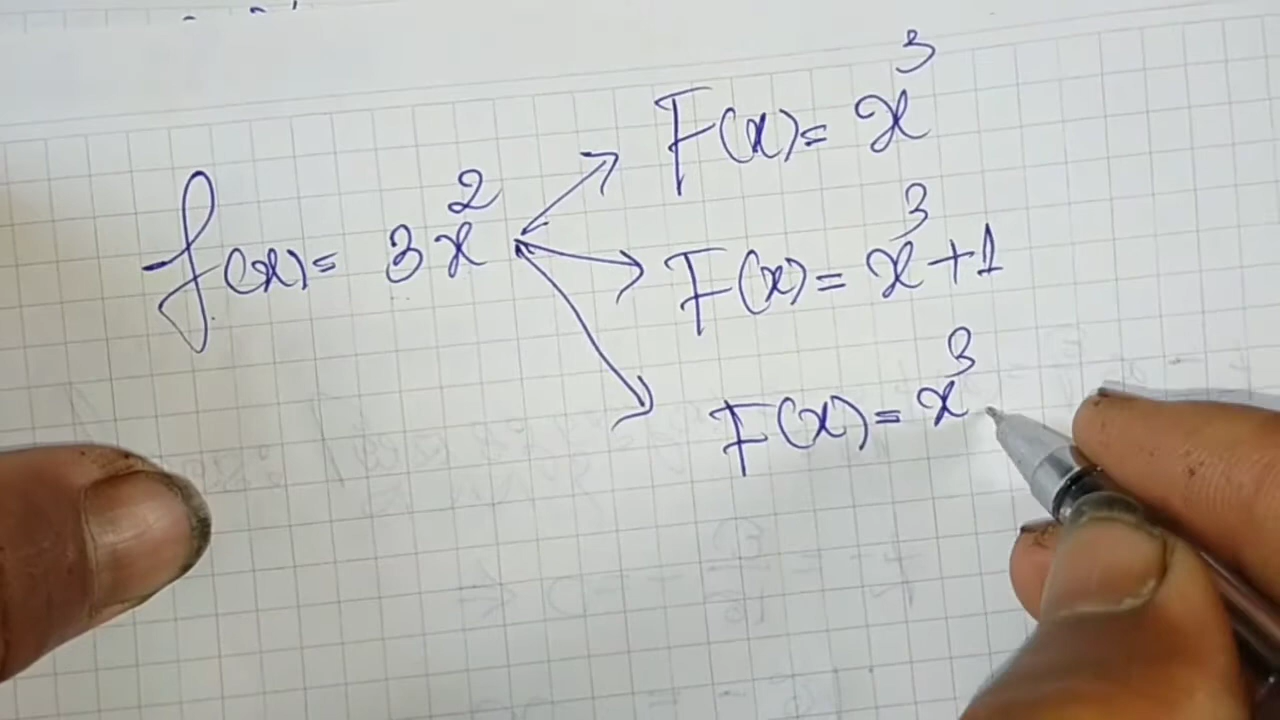 F(x) = x³
f(x) = 3x²
F(x) = x³+1
F(x) = x³